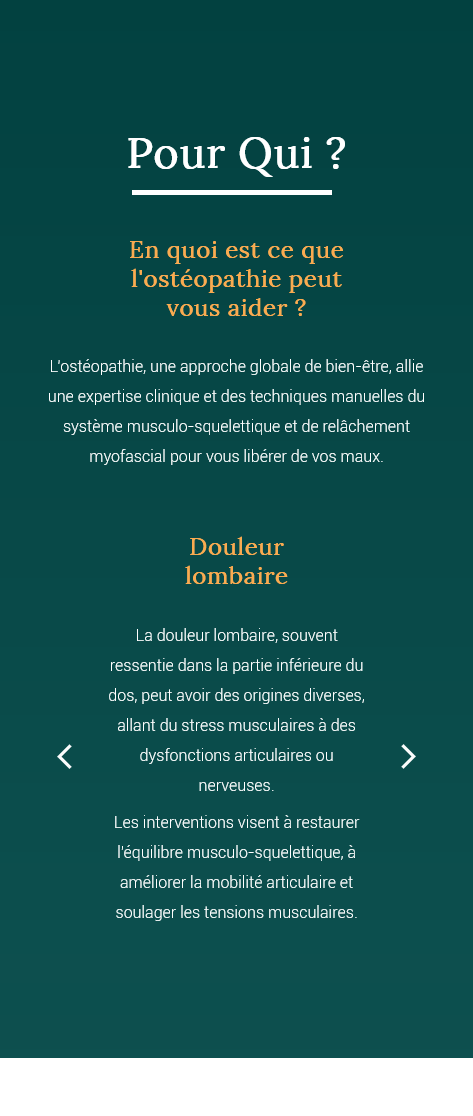 Pour Qui ?
En quoi est ce que
l'ostéopathie peut
vous aider ?
L'ostéopathie, une approche globale de bien-être, allie
une expertise clinique et des techniques manuelles du
système musculo-squelettique et de relâchement
myofascial pour vous libérer de vos maux.
Douleur
lombaire
La douleur lombaire, souvent
ressentie dans la partie inférieure du
dos, peut avoir des origines diverses,
allant du stress musculaires à des
dysfonctions articulaires ou
nerveuses.
Les interventions visent à restaurer
l'équilibre musculo-squelettique, à
améliorer la mobilité articulaire et
soulager les tensions musculaires.